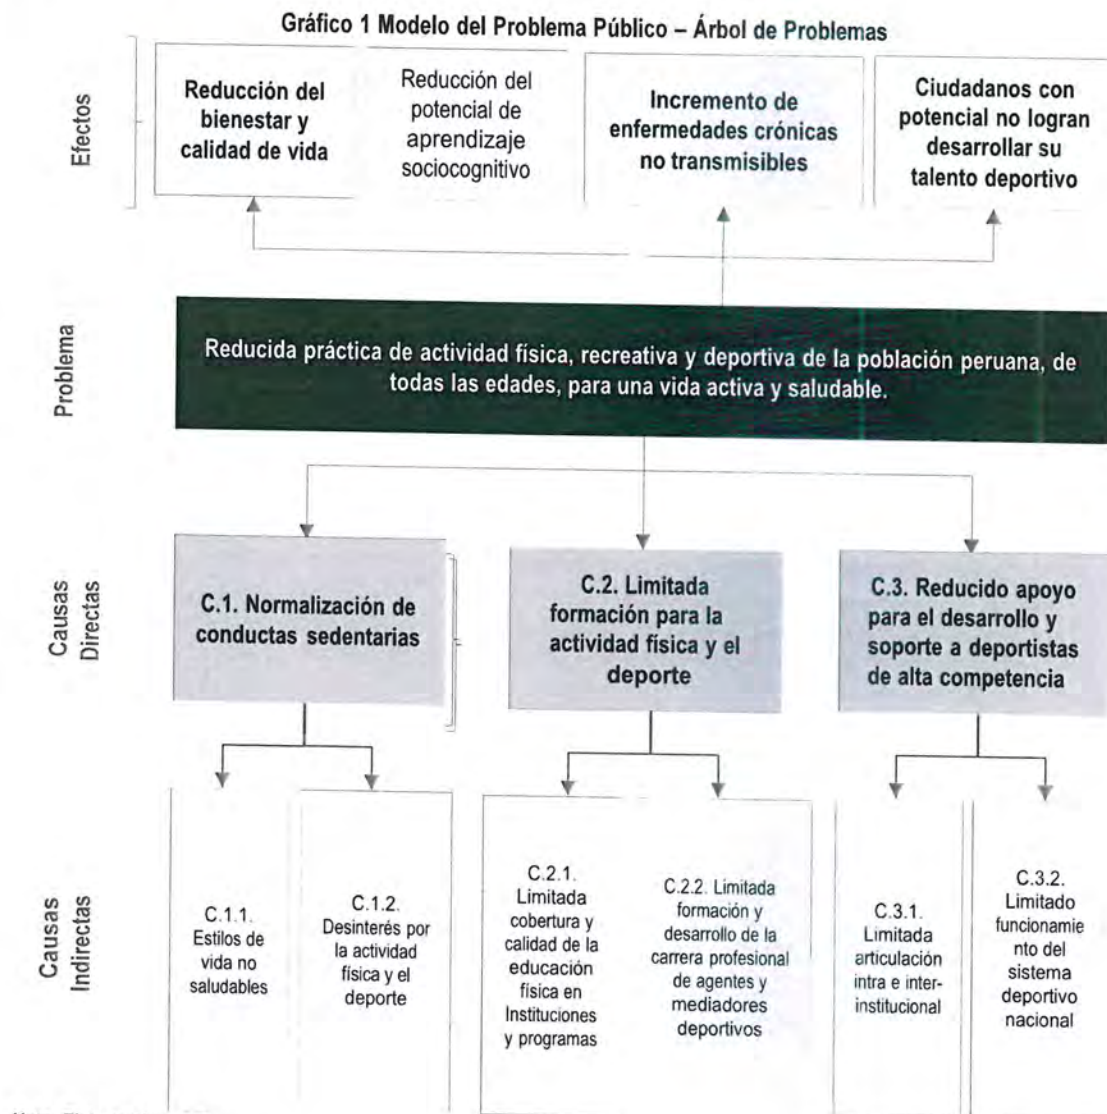 Gráfico 1 Modelo del Problema Público – Árbol de Problemas
Efectos
Reducción del
bienestar y
calidad de vida
Reducción del
potencial de
aprendizaje
sociocognitivo
Incremento de
enfermedades crónicas
no transmisibles
Ciudadanos con
potencial no logran
desarrollar su
talento deportivo
Problema
Reducida práctica de actividad física, recreativa y deportiva de la población peruana, de
todas las edades, para una vida activa y saludable.
Causas
Directas
C.1. Normalización de
conductas sedentarias
C.2. Limitada
formación para la
actividad física y el
deporte
C.3. Reducido apoyo
para el desarrollo y
soporte a deportistas
de alta competencia
Causas
Indirectas
C.1.1.
Estilos de
vida no
saludables
C.1.2.
Desinterés por
la actividad
física y el
deporte
C.2.1.
Limitada
cobertura y
calidad de la
educación
física en
Instituciones
y programas
C.2.2. Limitada
formación y
desarrollo de la
carrera profesional
de agentes y
mediadores
deportivos
C.3.1.
Limitada
articulación
intra e inter-
institucional
C.3.2.
Limitado
funcionamie
nto del
sistema
deportivo
nacional